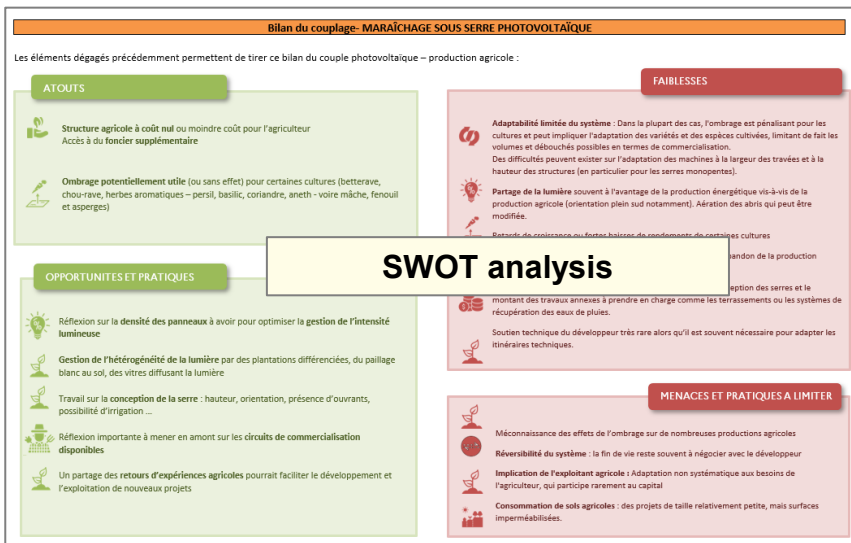 Bilan du couplage- MARAÎCHAGE SOUS SERRE PHOTOVOLTAÏQUE
Les éléments dégagés précédemment permettent de tirer ce bilan du couple photovoltaïque – production agricole :
ATOUTS
Structure agricole à coût nul ou moindre coût pour l'agriculteur
Accès à du foncier supplémentaire
Ombrage potentiellement utile (ou sans effet) pour certaines cultures (betterave,
chou-rave, herbes aromatiques – persil, basilic, coriandre, aneth - voire mâche, fenouil
et asperges)
OPPORTUNITES ET PRATIQUES
Réflexion sur la densité des panneaux à avoir pour optimiser la gestion de l'intensité
lumineuse
Gestion de l'hétérogénéité de la lumière par des plantations différenciées, du paillage
blanc au sol, des vitres diffusant la lumière
Travail sur la conception de la serre : hauteur, orientation, présence d'ouvrants,
possibilité d'irrigation ...
Réflexion importante à mener en amont sur les circuits de commercialisation
disponibles
Un partage des retours d'expériences agricoles pourrait faciliter le développement et
l'exploitation de nouveaux projets
FAIBLESSES
Adaptabilité limitée du système : Dans la plupart des cas, l'ombrage est pénalisant pour les
cultures et peut impliquer l'adaptation des variétés et des espèces cultivées, limitant de fait les
volumes et débouchés possibles en termes de commercialisation.
Des difficultés peuvent exister sur l'adaptation des machines à la largeur des travées et à la
hauteur des structures (en particulier pour les serres monopentes).
Partage de la lumière souvent à l'avantage de la production énergétique vis-à-vis de la
production agricole (orientation plein sud notamment). Aération des abris qui peut être
modifiée.
Retards de croissance ou fortes baisses de rendements de certaines cultures
de la production
SWOT analysis
ception des serres et le
montant des travaux annexes à prendre en charge comme les terrassements ou les systèmes de
récupération des eaux de pluies.
Soutien technique du développeur très rare alors qu'il est souvent nécessaire pour adapter les
itinéraires techniques.
MENACES ET PRATIQUES A LIMITER
Méconnaissance des effets de l'ombrage sur de nombreuses productions agricoles
Réversibilité du système : la fin de vie reste souvent à négocier avec le développeur
Implication de l'exploitant agricole : Adaptation non systématique aux besoins de
l'agriculteur, qui participe rarement au capital
Consommation de sols agricoles : des projets de taille relativement petite, mais surfaces
imperméabilisées.